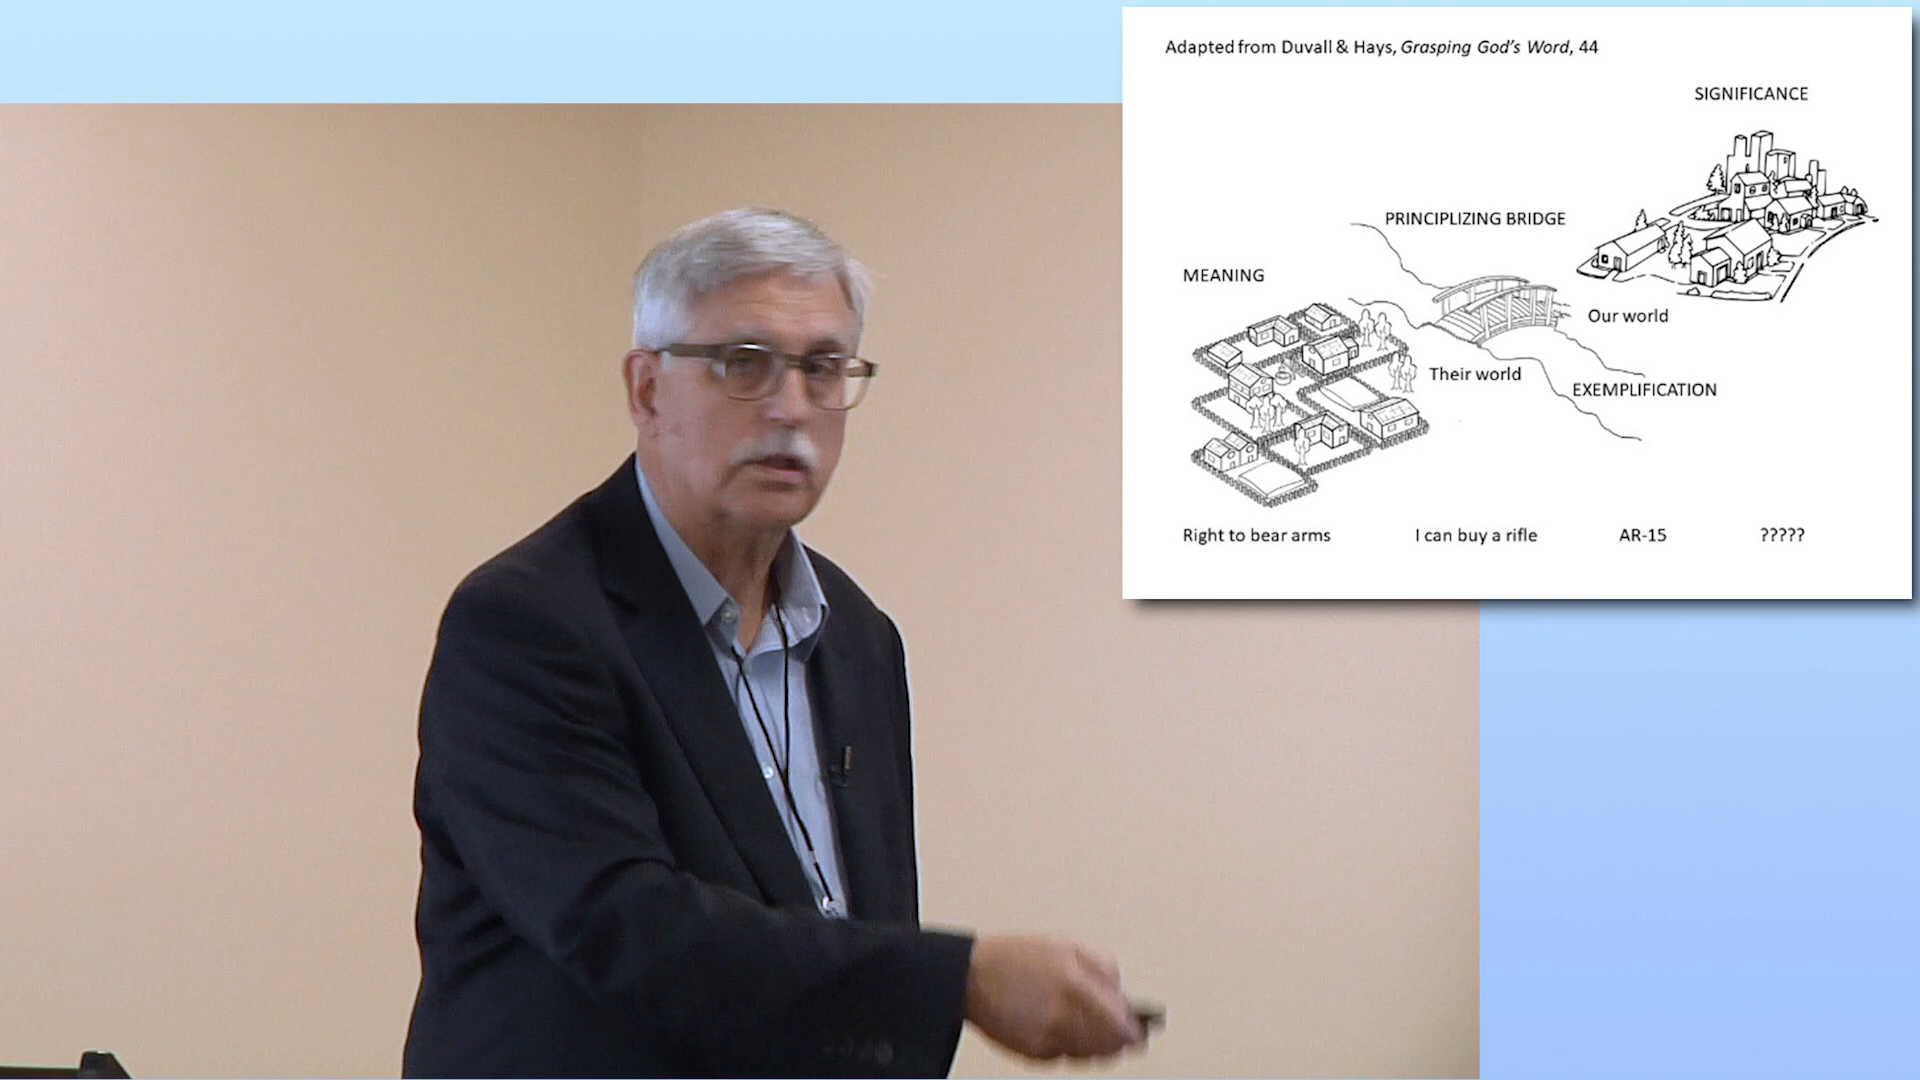 Adapted from Duvall & Hays, Grasping God's Word, 44
SIGNIFICANCE
PRINCIPLIZING BRIDGE
MEANING
Our world
Their world
EXEMPLIFICATION
Right to bear arms I can buy a rifle AR-15 ?????